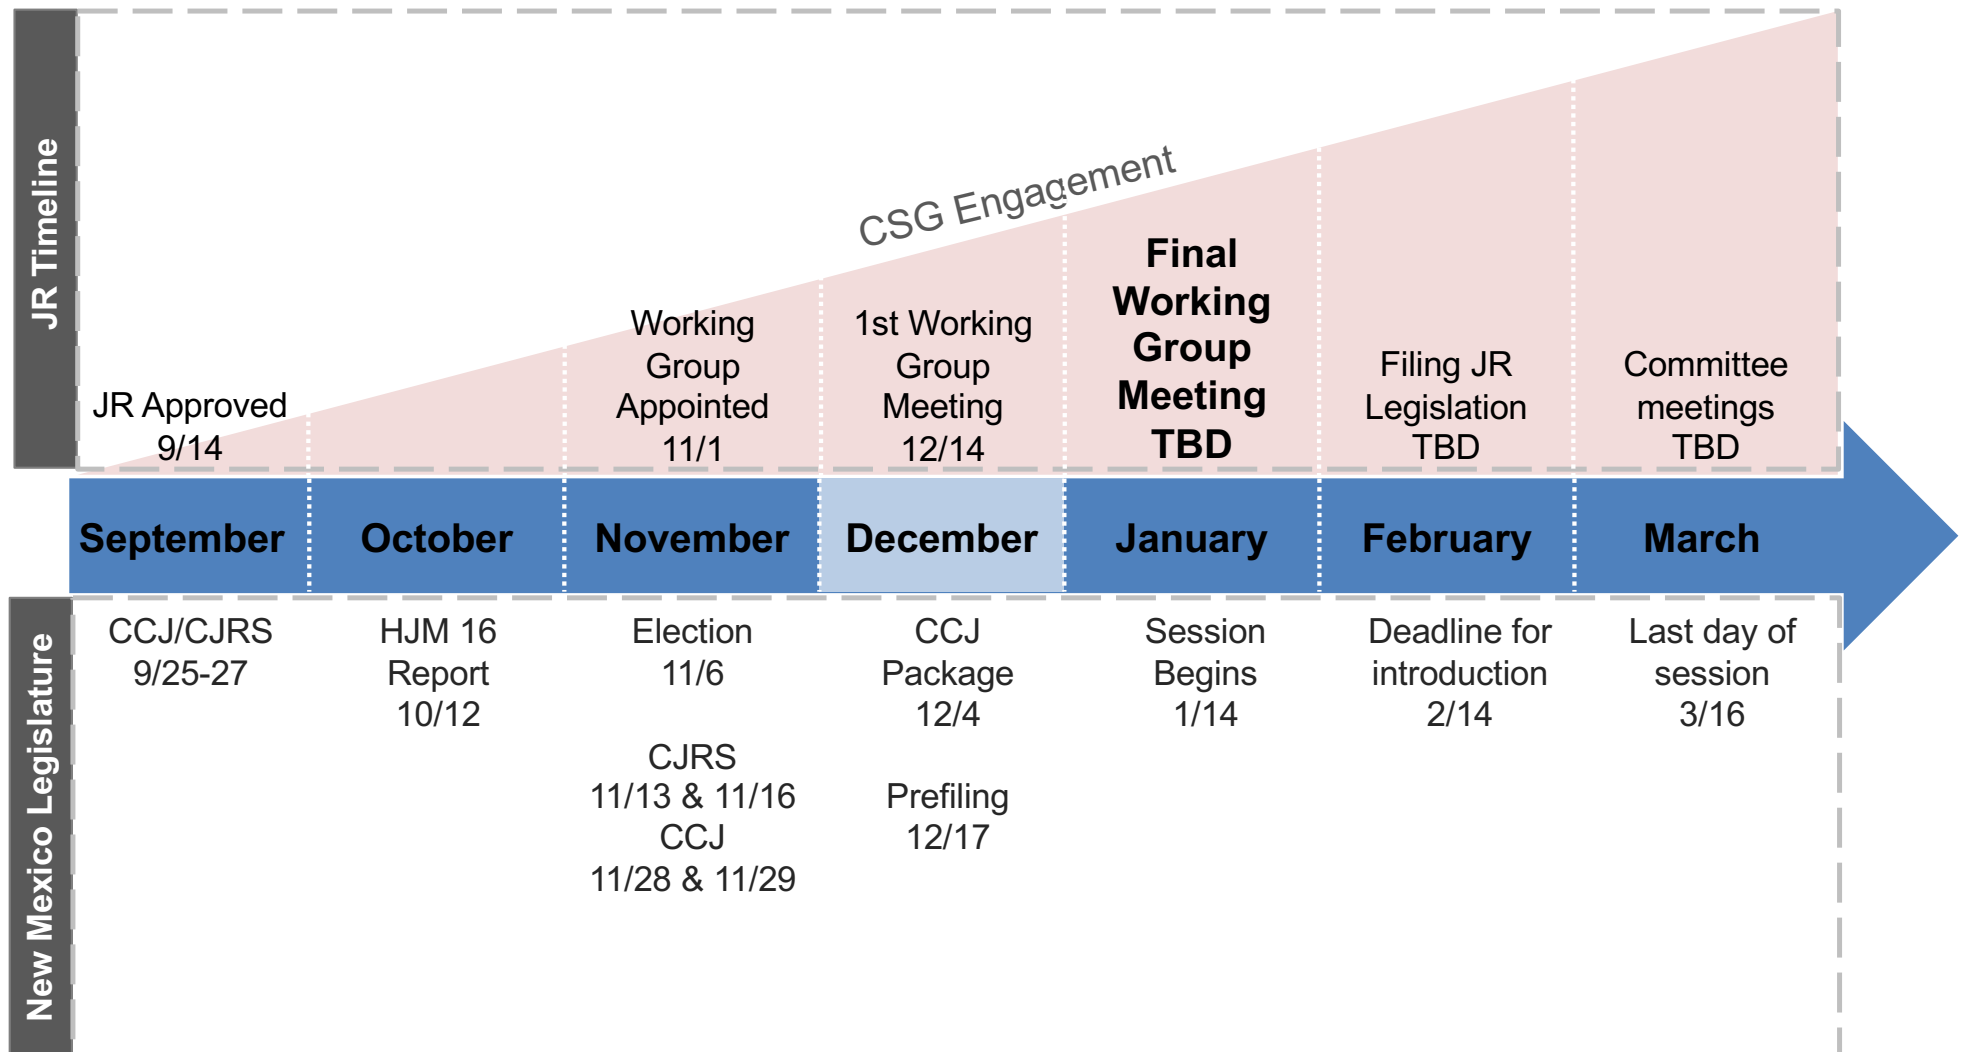 JR Timeline
CSG Engagement
JR Approved
9/14
Working
Group
Appointed
11/1
1st Working
Group
Meeting
12/14
Final
Working
Group
Meeting
TBD
Filing JR
Legislation
TBD
Committee
meetings
TBD
September
October
November
December
January
February
March
New Mexico Legislature
CCJ/CJRS
9/25-27
HJM 16
Report
10/12
Election
11/6
CJRS
11/13 & 11/16
CCJ
11/28 & 11/29
CCJ
Package
12/4
Prefiling
12/17
Session
Begins
1/14
Deadline for
introduction
2/14
Last day of
session
3/16